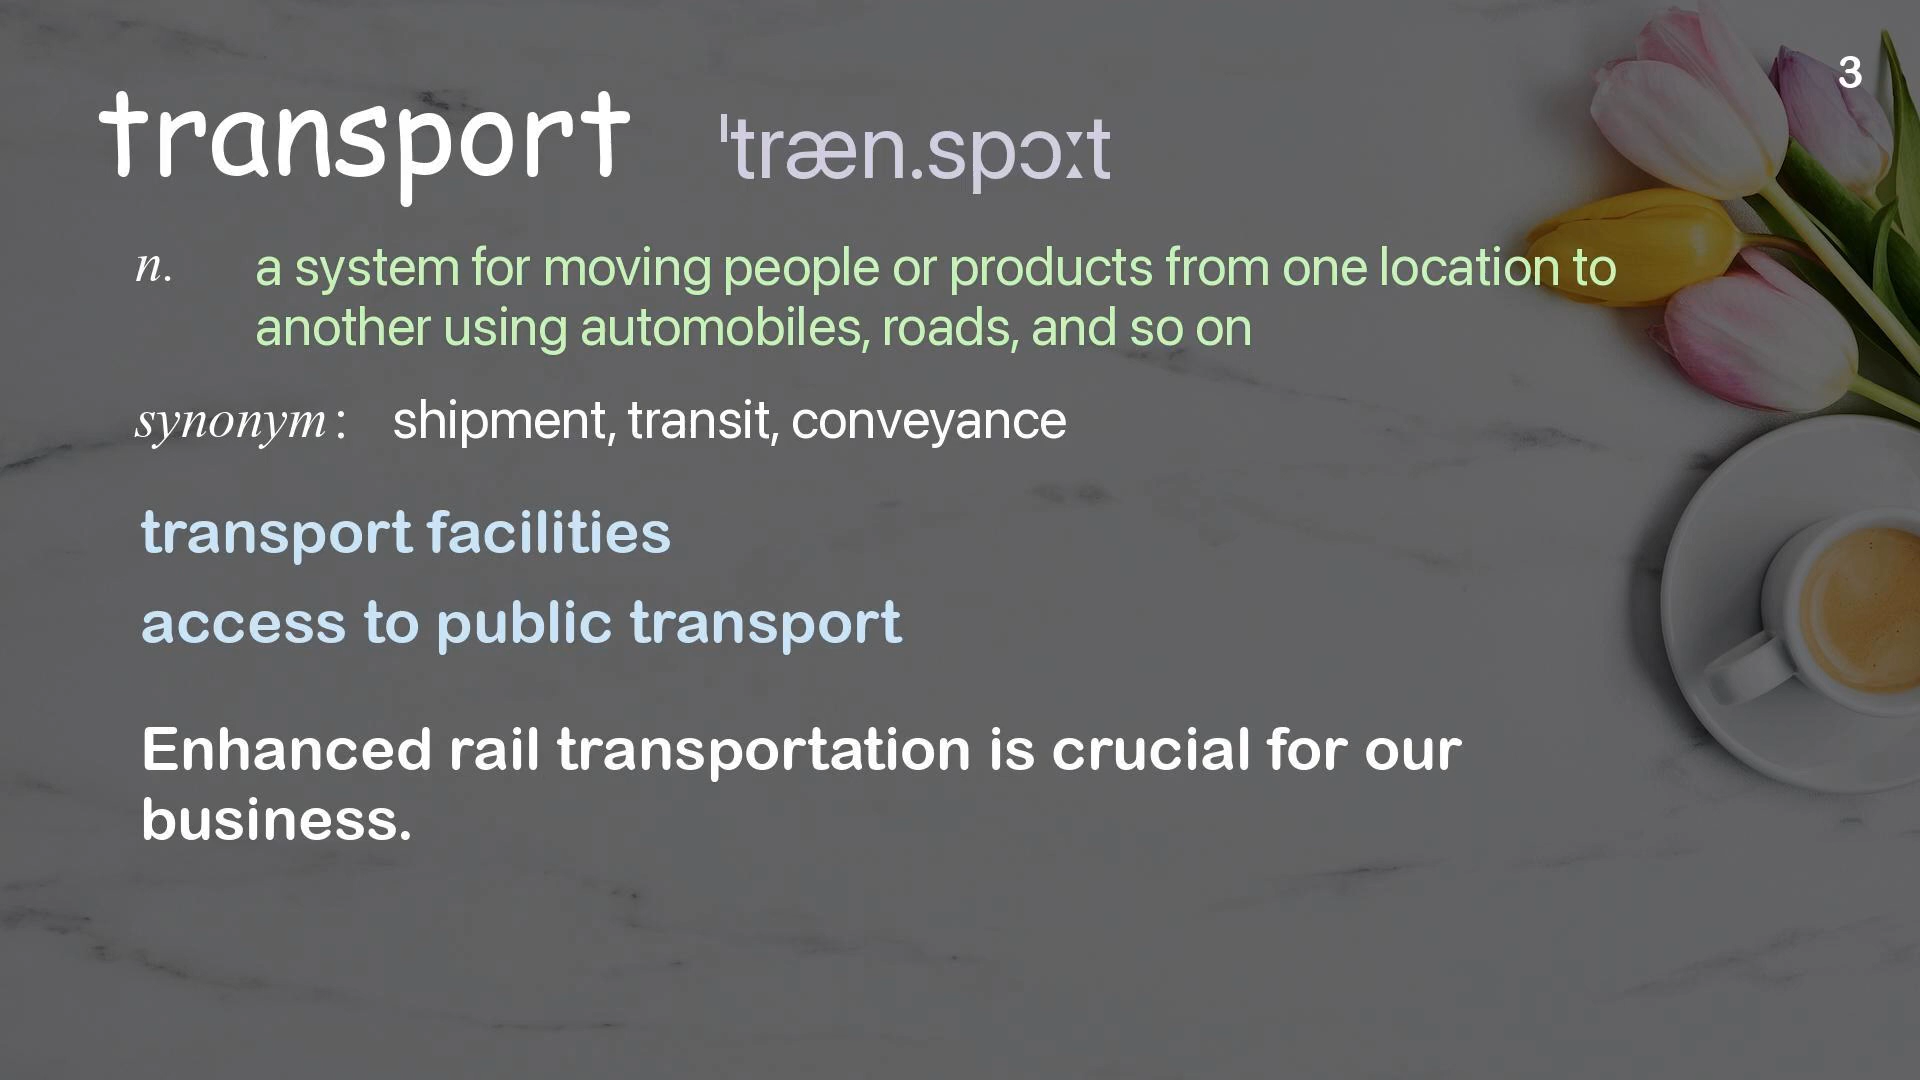 3
transport ˈtræn.spɔːt
n. a system for moving people or products from one location to
another using automobiles, roads, and so on
synonym: shipment, transit, conveyance
transport facilities
access to public transport
Enhanced rail transportation is crucial for our
business.